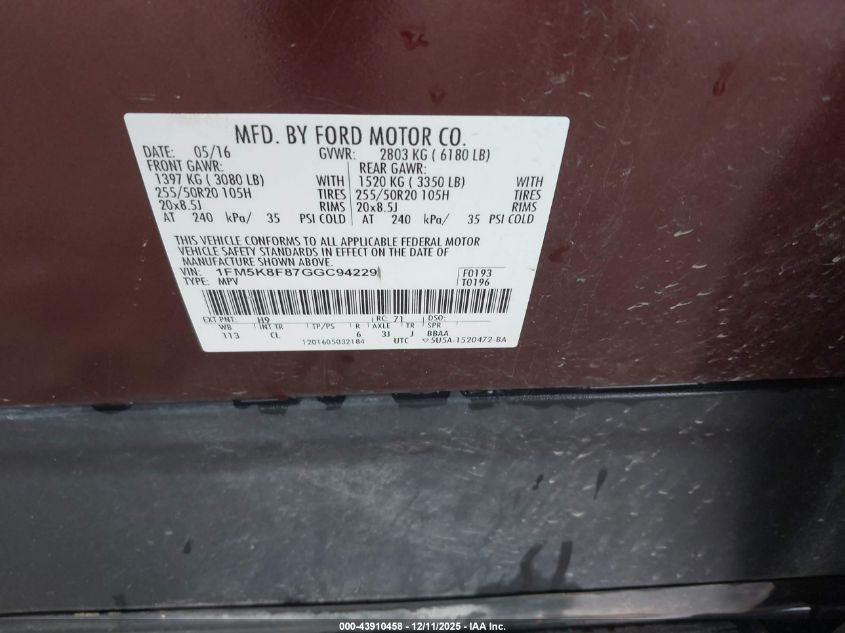 MFD. BY FORD MOTOR CO.
DATE: 05/16 GVWR: 2803 KG ( 6180 LB)
FRONT GAWR: REAR GAWR:
1397 KG ( 3080 LB) WITH 1520 KG ( 3350 LB) WITH
255/50R20 105H TIRES 255/50R20 105H TIRES
20x8.5J RIMS 20x8.5J RIMS
AT 240 kPa/ 35 PSI COLD AT 240 kPa/ 35 PSI COLD
THIS VEHICLE CONFORMS TO ALL APPLICABLE FEDERAL MOTOR
VEHICLE SAFETY STANDARDS IN EFFECT ON THE DATE OF
MANUFACTURE SHOWN ABOVE.
VIN: 1FM5K8F87GGC94229 F0193
TYPE: MPV T0196
EXT PNT: H9 RC: 71 DSO:
WB INT TR TP/PS R AXLE TR SPR
113 CL 6 3J J BBAA
1201605032184 UTC 5U5A-1520472-BA
000-43910458 - 12/11/2025 - IAA Inc.